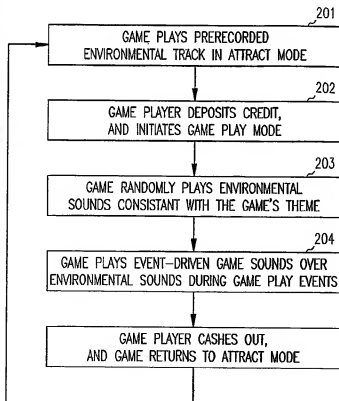 201
GAME PLAYS PRERECORDED
ENVIRONMENTAL TRACK IN ATTRACT MODE
202
GAME PLAYER DEPOSITS CREDIT,
AND INITIATES GAME PLAY MODE
203
GAME RANDOMLY PLAYS ENVIRONMENTAL
SOUNDS CONSISTANT WITH THE GAME'S THEME
204
GAME PLAYS EVENT-DRIVEN GAME SOUNDS OVER
ENVIRONMENTAL SOUNDS DURING GAME PLAY EVENTS
GAME PLAYER CASHES OUT,
AND GAME RETURNS TO ATTRACT MODE